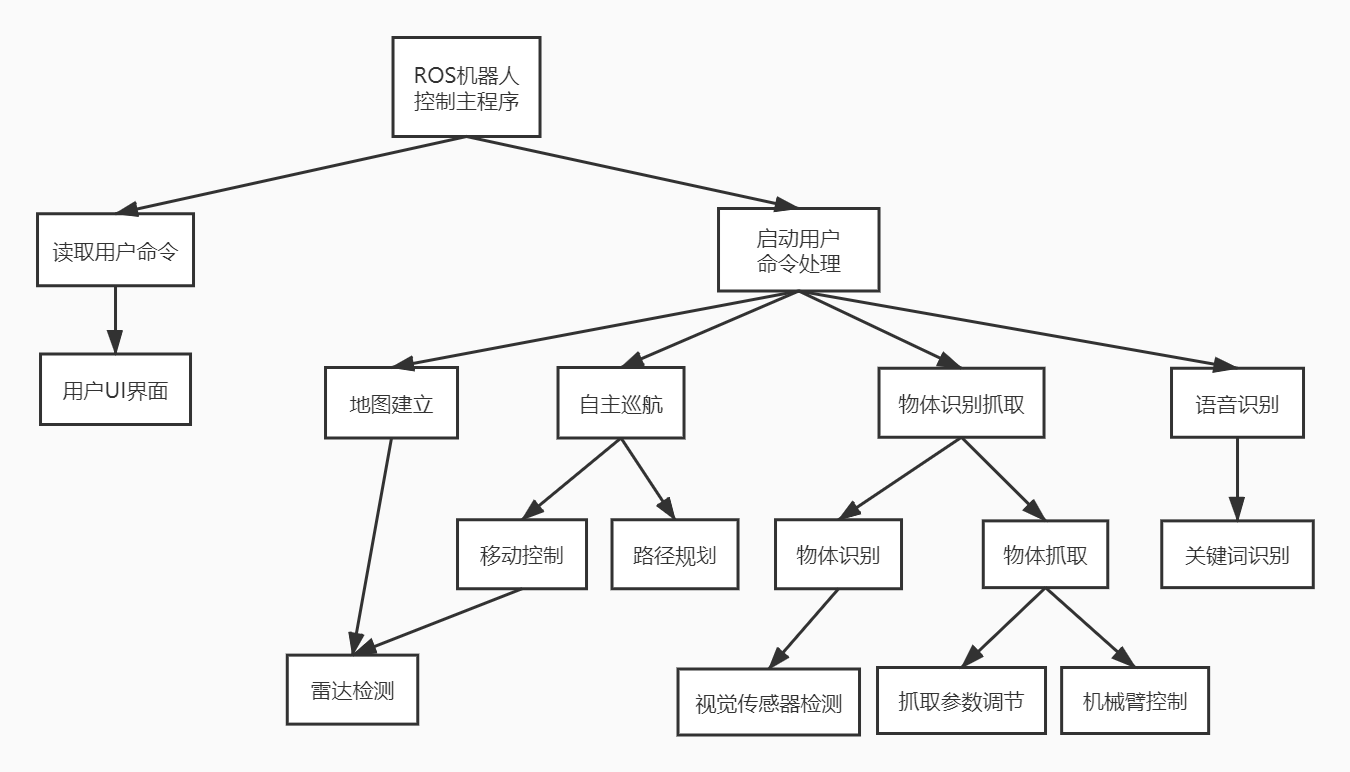 ROS机器人
控制主程序
读取用户命令
启动用户
命令处理
用户UI界面
地图建立
自主巡航
物体识别抓取
语音识别
移动控制
路径规划
物体识别
物体抓取
关键词识别
雷达检测
视觉传感器检测
抓取参数调节
机械臂控制